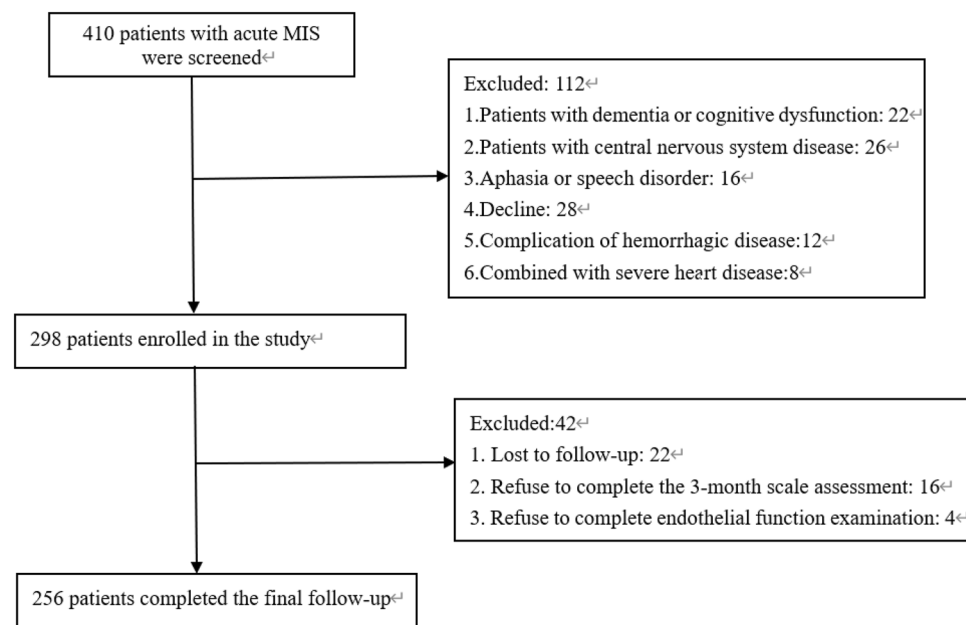 410 patients with acute MIS
were screened↵
Excluded: 112↵
1.Patients with dementia or cognitive dysfunction: 22↵
2.Patients with central nervous system disease: 26↵
3.Aphasia or speech disorder: 16↵
4.Decline: 28↵
5.Complication of hemorrhagic disease:12↵
6.Combined with severe heart disease:8↵
298 patients enrolled in the study↵
Excluded:42↵
1. Lost to follow-up: 22↵
2. Refuse to complete the 3-month scale assessment: 16↵
3. Refuse to complete endothelial function examination: 4↵
256 patients completed the final follow-up↵